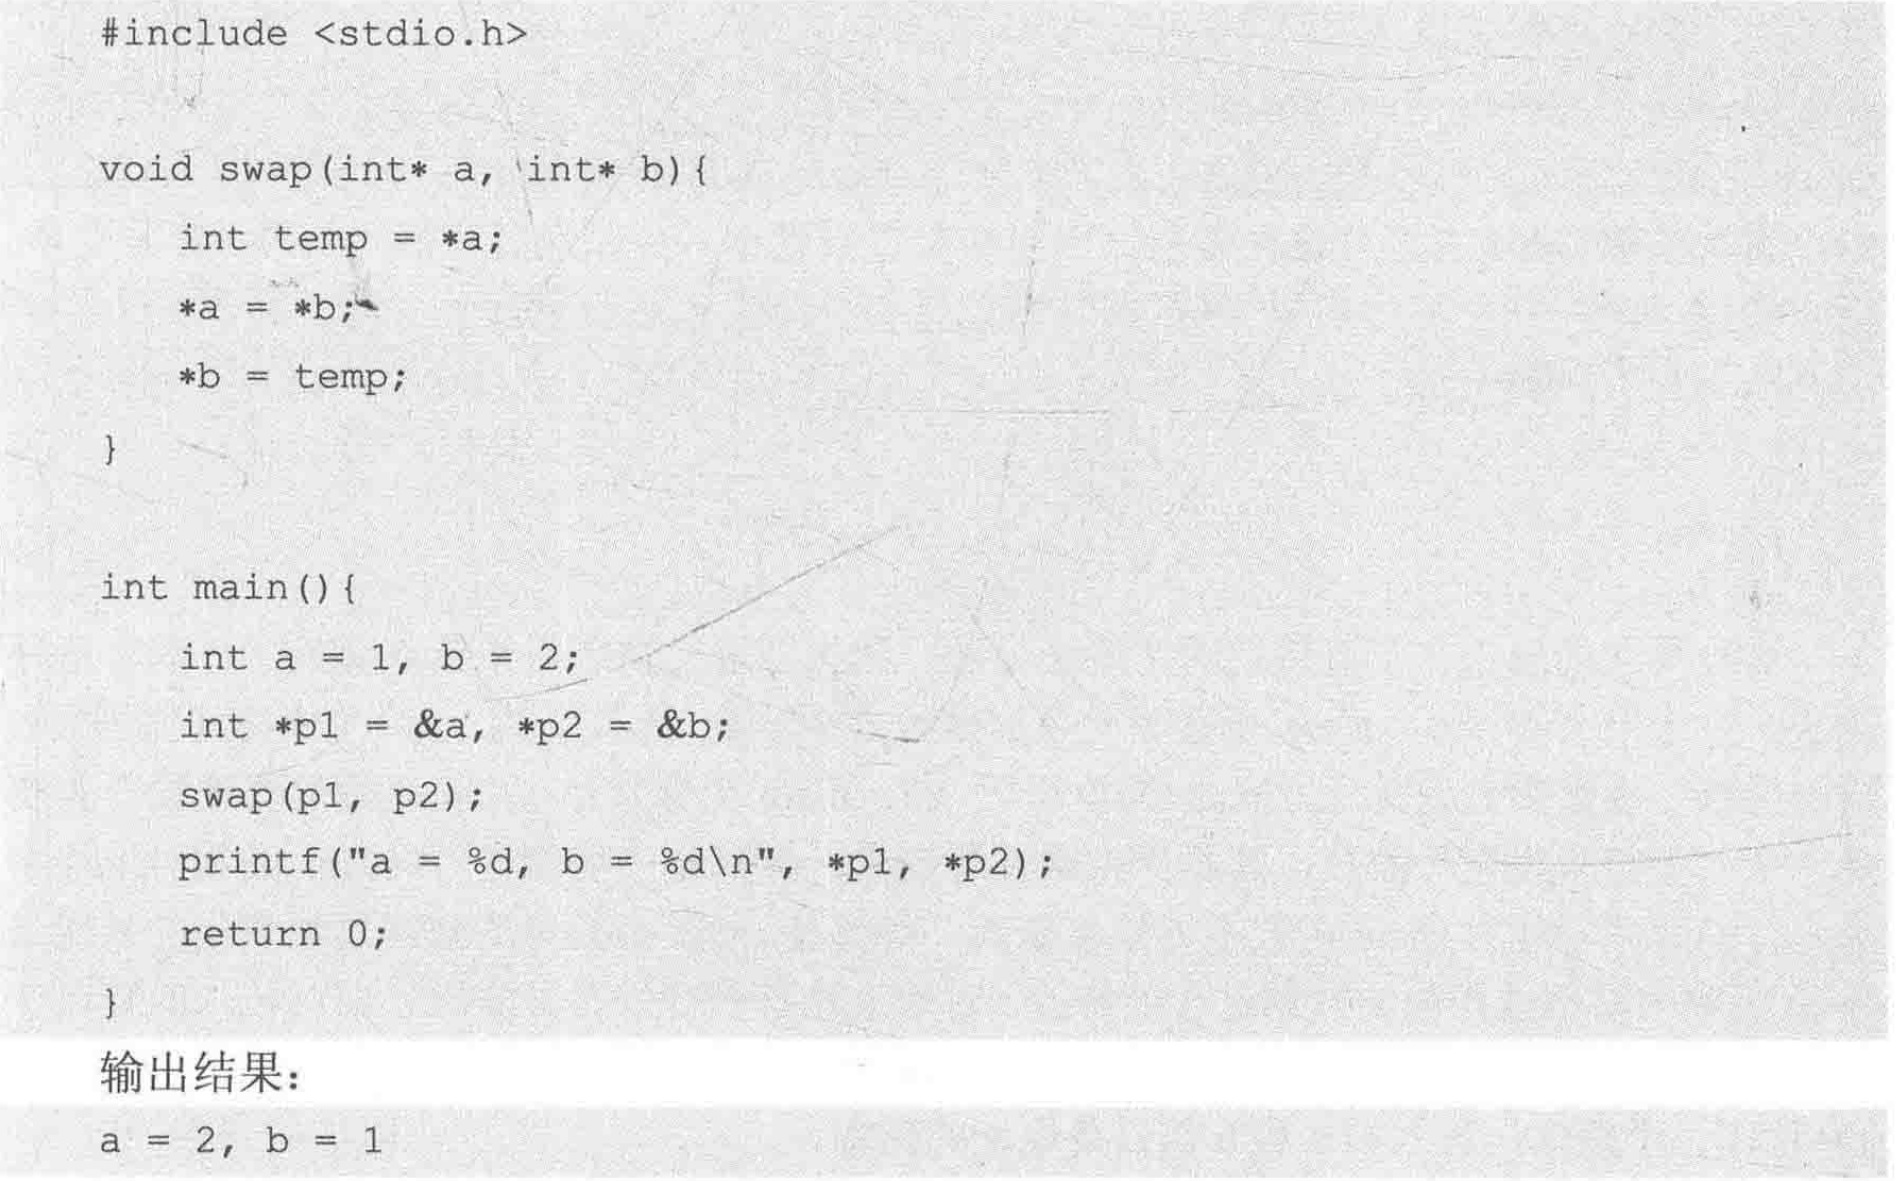 #include <stdio.h>
void swap(int* a, int* b){
int temp = *a;
*a = *b;
*b = temp;
}
int main(){
int a = 1, b = 2;
int *p1 = &a, *p2 = &b;
swap(p1, p2);
printf("a = %d, b = %d\n", *p1, *p2);
return 0;
}
输出结果：
a = 2, b = 1